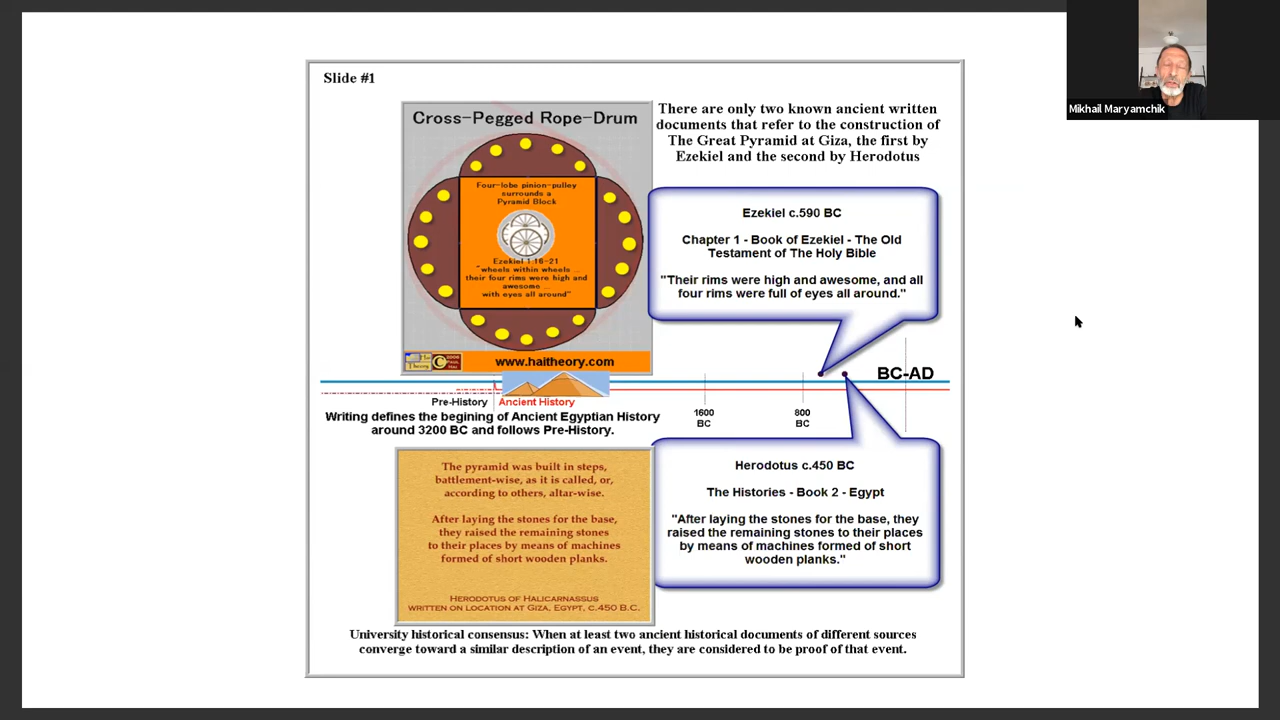 Slide #1
Cross-Pegged Rope-Drum
Four-lobe pinion-pulley
surrounds a
Pyramid Block
Ezekiel 1:16-21
"wheels within wheels ...
their four rims were high and
awesome ...
with eyes all around"
www.haitheory.com
There are only two known ancient written
documents that refer to the construction of
The Great Pyramid at Giza, the first by
Ezekiel and the second by Herodotus
Ezekiel c.590 BC
Chapter 1 - Book of Ezekiel - The Old
Testament of The Holy Bible
"Their rims were high and awesome, and all
four rims were full of eyes all around."
BC-AD
Pre-History
Ancient History
1600
BC
800
BC
Writing defines the begining of Ancient Egyptian History
around 3200 BC and follows Pre-History.
The pyramid was built in steps,
battlement-wise, as it is called, or,
according to others, altar-wise.
After laying the stones for the base,
they raised the remaining stones
to their places by means of machines
formed of short wooden planks.
HERODOTUS OF HALICARNASSUS
WRITTEN ON LOCATION AT GIZA, EGYPT, C.450 B.C.
Herodotus c.450 BC
The Histories - Book 2 - Egypt
"After laying the stones for the base, they
raised the remaining stones to their places
by means of machines formed of short
wooden planks."
University historical consensus: When at least two ancient historical documents of different sources
converge toward a similar description of an event, they are considered to be proof of that event.
Mikhail Maryamchik